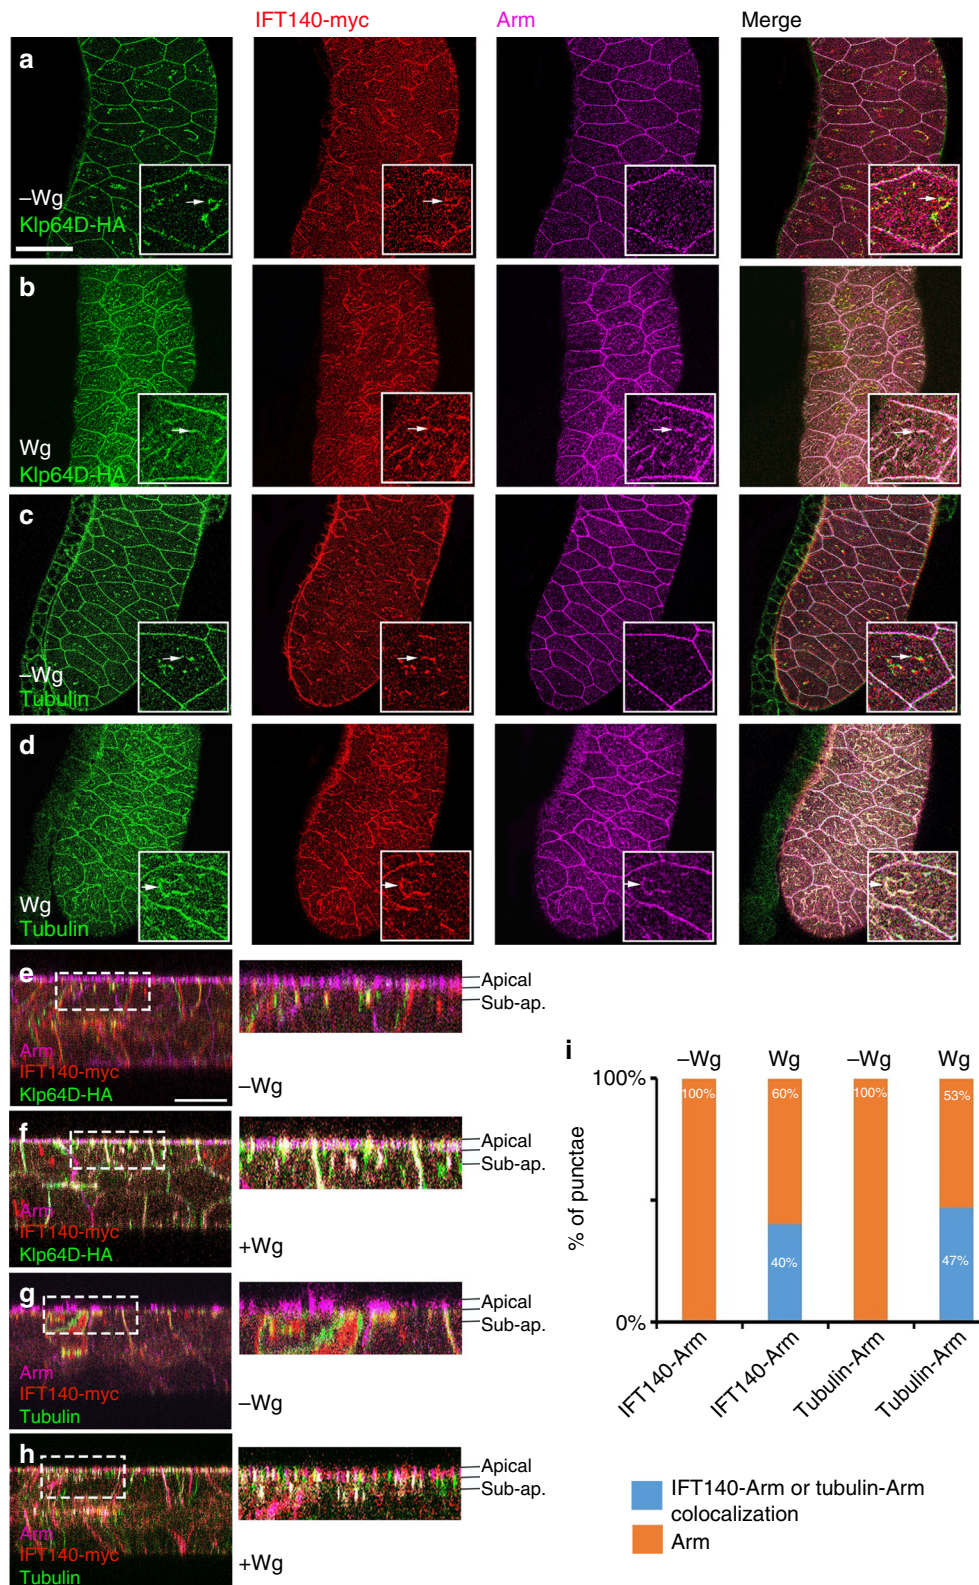 IFT140-myc Arm Merge
a
–Wg
Klp64D-HA
b
Wg
Klp64D-HA
c
–Wg
Tubulin
d
Wg
Tubulin
e
Arm
IFT140-myc
Klp64D-HA
Apical
Sub-ap.
–Wg
f
Arm
IFT140-myc
Klp64D-HA
Apical
Sub-ap.
+Wg
g
Arm
IFT140-myc
Tubulin
Apical
Sub-ap.
–Wg
h
Arm
IFT140-myc
Tubulin
Apical
Sub-ap.
+Wg
i
–Wg Wg –Wg Wg
100%
100% 60% 100% 53%
% of punctae
40% 47%
0%
IFT140-Arm IFT140-Arm Tubulin-Arm Tubulin-Arm
IFT140-Arm or tubulin-Arm
colocalization
Arm